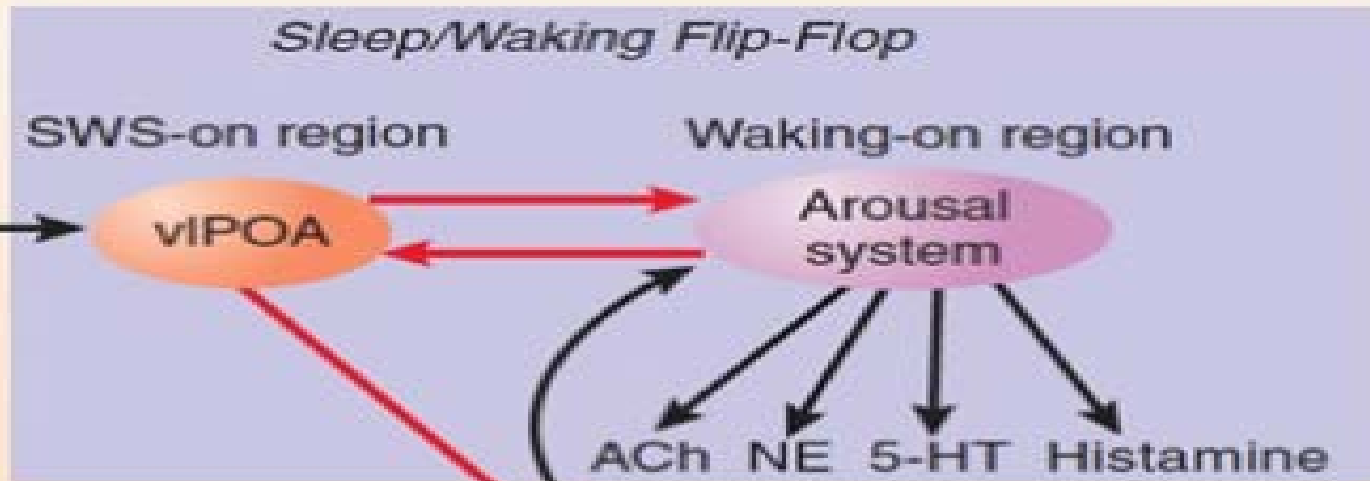 Sleep/Waking Flip-Flop
SWS-on region
Waking-on region
vlPOA
Arousal
system
ACh NE 5-HT Histamine